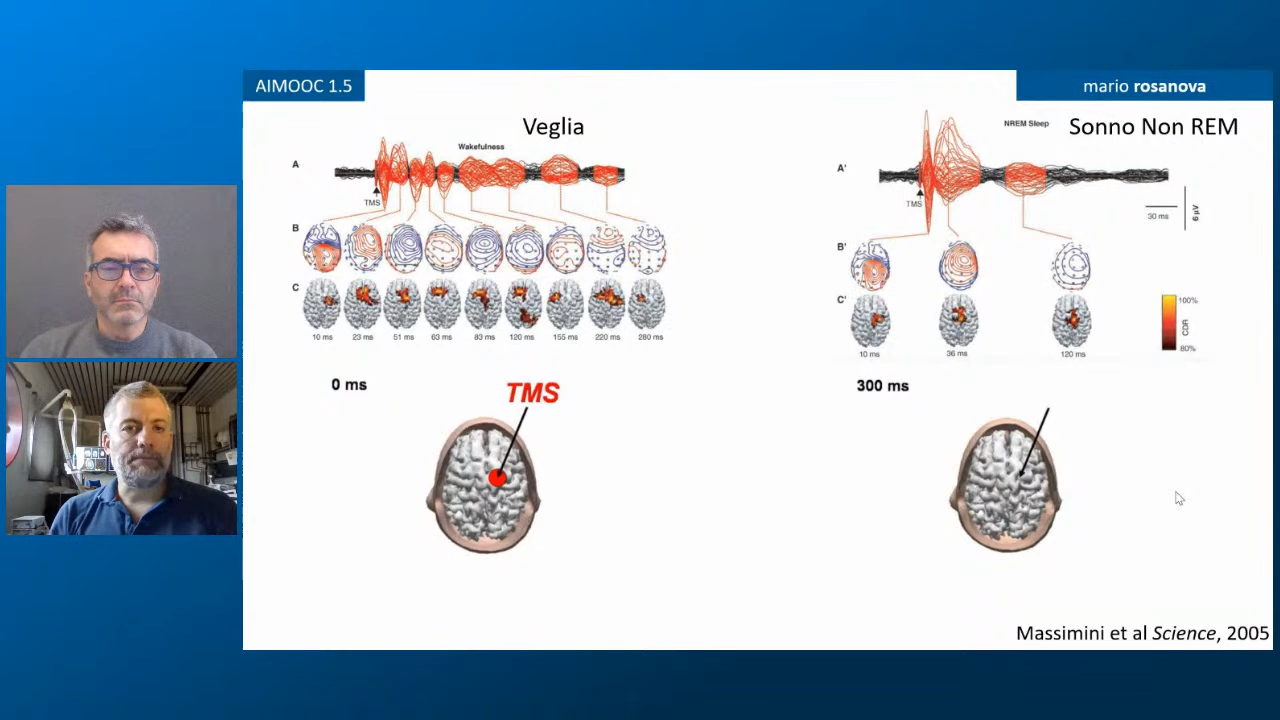 AIMOOC 1.5
mario rosanova
Veglia
Wakefulness
A
TMS
B
C
10 ms 23 ms 51 ms 63 ms 83 ms 120 ms 155 ms 220 ms 280 ms
NREM Sleep
Sonno Non REM
A'
TMS
30 ms
6 µV
B'
C'
10 ms 36 ms 120 ms
100%
CDR
80%
0 ms
TMS
300 ms
Massimini et al Science, 2005